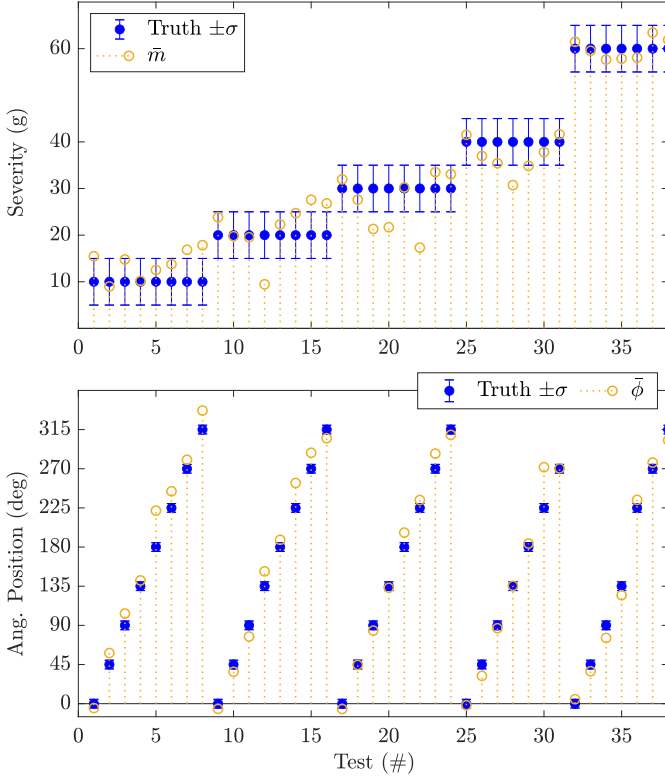 Truth ±σ
m̄
Severity (g)
60
40
30
20
10
0 5 10 15 20 25 30 35
Truth ±σ
ϕ̄
Ang. Position (deg)
315
270
225
180
135
90
45
0
0 5 10 15 20 25 30 35
Test (#)